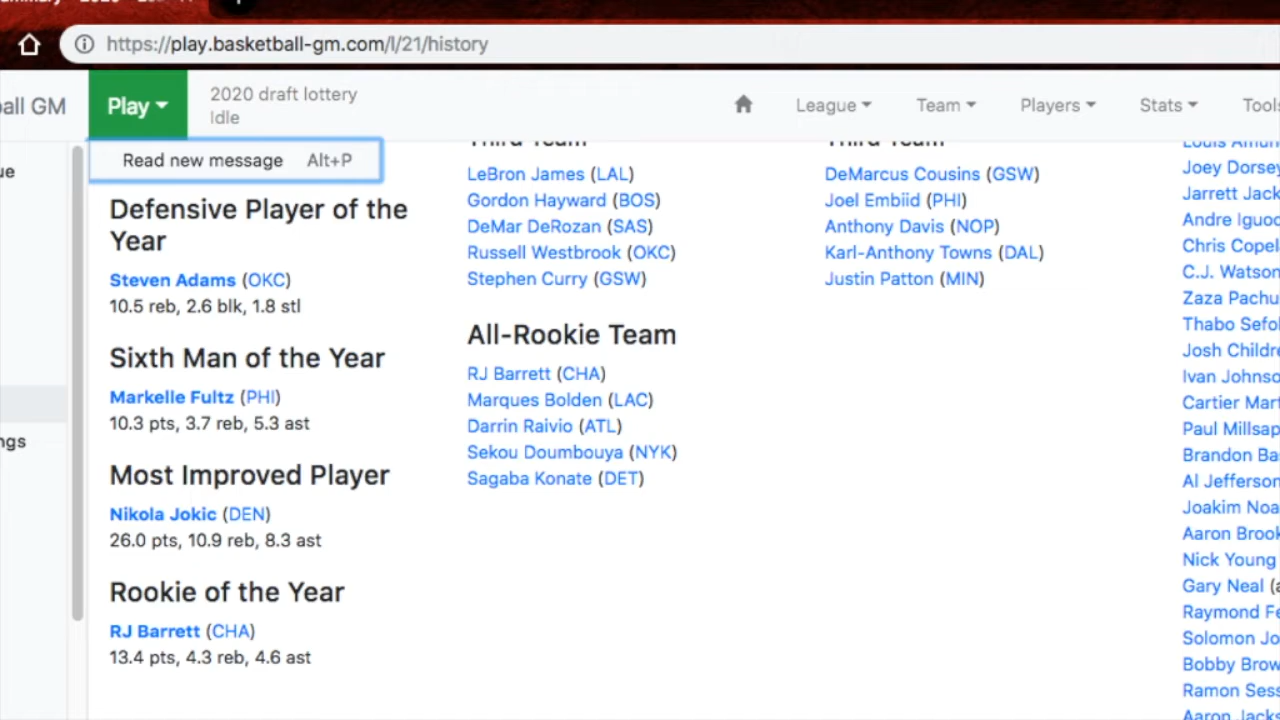 https://play.basketball-gm.com/l/21/history
ball GM
Play
2020 draft lottery
Idle
League
Team
Players
Stats
Tools
Read new message Alt+P
Defensive Player of the
Year
Steven Adams (OKC)
10.5 reb, 2.6 blk, 1.8 stl
Sixth Man of the Year
Markelle Fultz (PHI)
10.3 pts, 3.7 reb, 5.3 ast
Most Improved Player
Nikola Jokic (DEN)
26.0 pts, 10.9 reb, 8.3 ast
Rookie of the Year
RJ Barrett (CHA)
13.4 pts, 4.3 reb, 4.6 ast
Third Team
LeBron James (LAL)
Gordon Hayward (BOS)
DeMar DeRozan (SAS)
Russell Westbrook (OKC)
Stephen Curry (GSW)
All-Rookie Team
RJ Barrett (CHA)
Marques Bolden (LAC)
Darrin Raivio (ATL)
Sekou Doumbouya (NYK)
Sagaba Konate (DET)
Third Team
DeMarcus Cousins (GSW)
Joel Embiid (PHI)
Anthony Davis (NOP)
Karl-Anthony Towns (DAL)
Justin Patton (MIN)
Louis Amun
Joey Dorsey
Jarrett Jack
Andre Iguod
Chris Copel
C.J. Watson
Zaza Pachu
Thabo Sefol
Josh Childre
Ivan Johnso
Cartier Mart
Paul Millsap
Brandon Ba
Al Jefferson
Joakim Noa
Aaron Brook
Nick Young
Gary Neal (a
Raymond Fe
Solomon Jo
Bobby Brow
Ramon Sess
Aaron Jacks